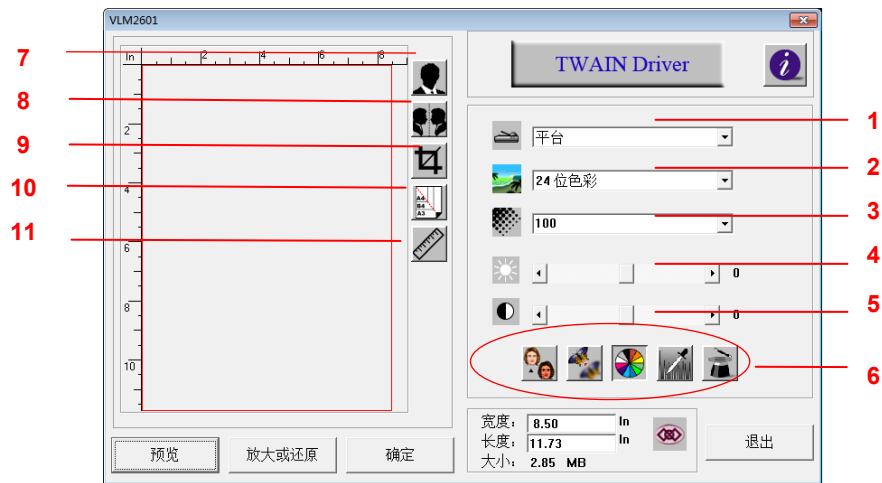 VLM2601
In 2 4 6 8
2
4
6
8
10
7
8
9
10
11
A4
B4
A3
TWAIN Driver
i
平台
24 位色彩
100
0
0
1
2
3
4
5
6
预览
放大或还原
确定
宽度： 8.50 In
长度： 11.73 In
大小： 2.85 MB
退出